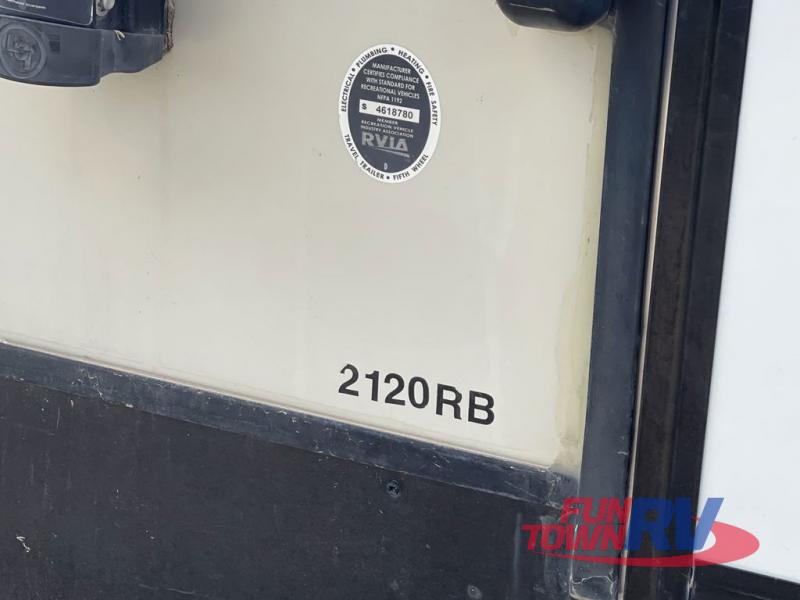 LCI
ELECTRICAL • PLUMBING • HEATING • FIRE SAFETY
MANUFACTURER
CERTIFIES COMPLIANCE
WITH STANDARD FOR
RECREATIONAL VEHICLES
NFPA 1192
$ 4618780
MEMBER
RECREATION VEHICLE
INDUSTRY ASSOCIATION
RVIA
D
TRAVEL TRAILER • FIFTH WHEEL
2120RB
FUN
TOWN RV